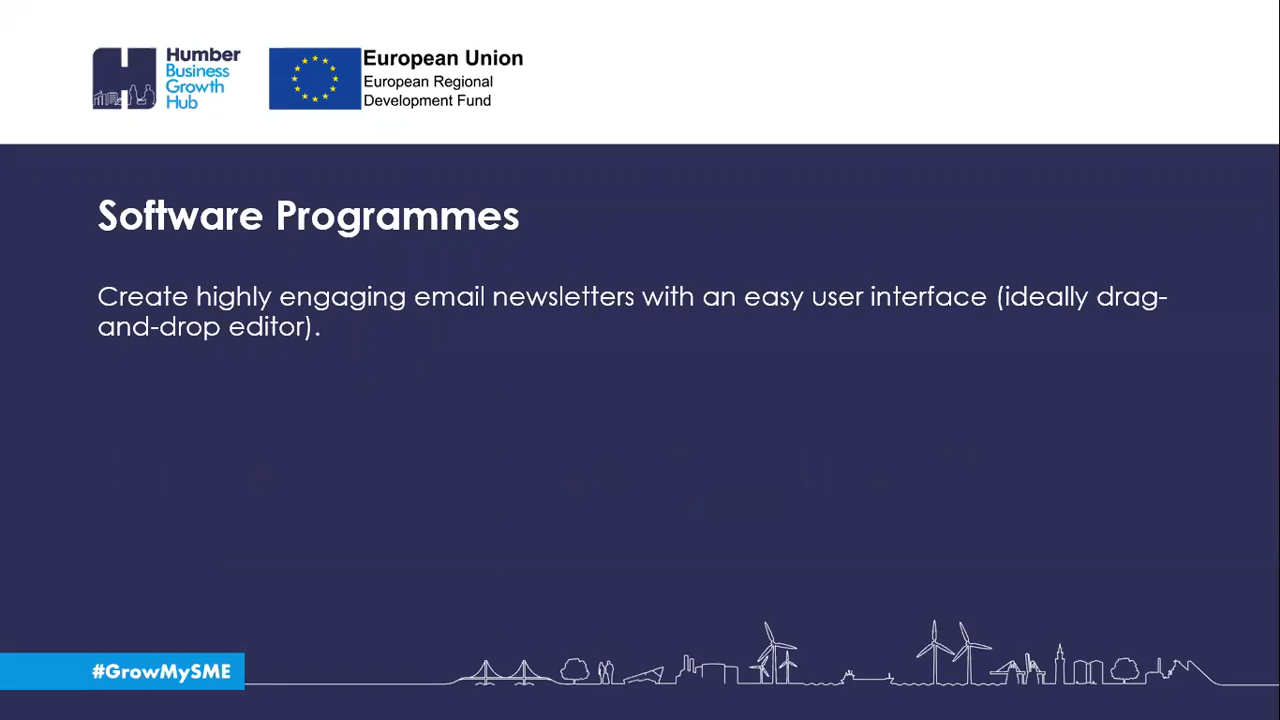 Humber
Business
Growth
Hub
European Union
European Regional
Development Fund
Software Programmes
Create highly engaging email newsletters with an easy user interface (ideally drag-
and-drop editor).
#GrowMySME